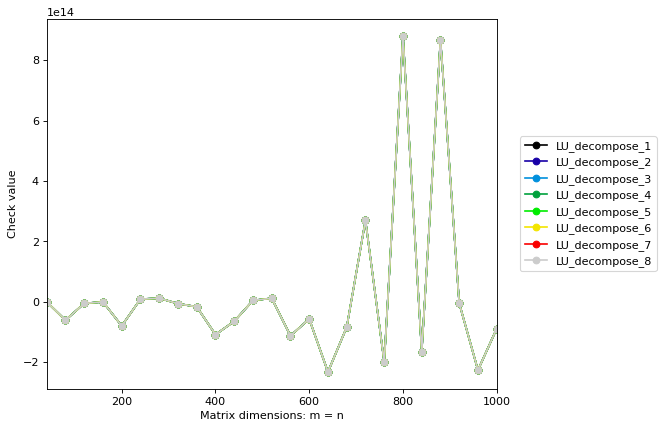 1e14
8
6
4
2
0
−2
Check value
200
400
600
800
1000
Matrix dimensions: m = n
LU_decompose_1
LU_decompose_2
LU_decompose_3
LU_decompose_4
LU_decompose_5
LU_decompose_6
LU_decompose_7
LU_decompose_8